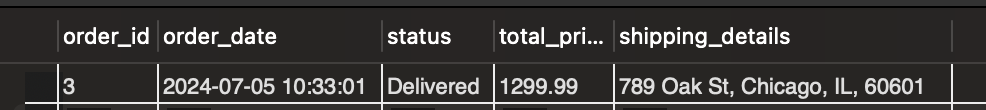 order_id order_date status total_pri... shipping_details
3 2024-07-05 10:33:01 Delivered 1299.99 789 Oak St, Chicago, IL, 60601